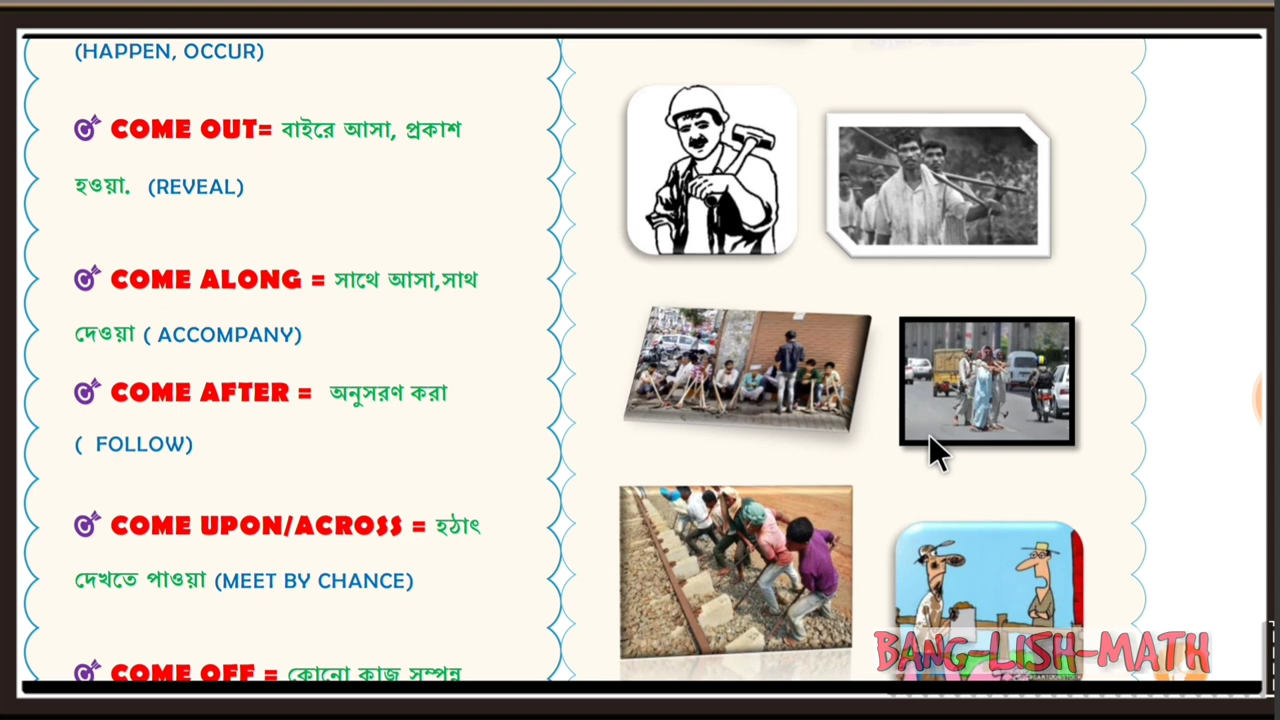 (HAPPEN, OCCUR)
COME OUT= বাইরে আসা, প্রকাশ
হওয়া. (REVEAL)
COME ALONG = সাথে আসা,সাথ
দেওয়া ( ACCOMPANY)
COME AFTER = অনুসরণ করা
( FOLLOW)
COME UPON/ACROSS = হঠাৎ
দেখতে পাওয়া (MEET BY CHANCE)
COME OFF = কোনো কাজ সম্পন্ন
BANG-LISH-MATH